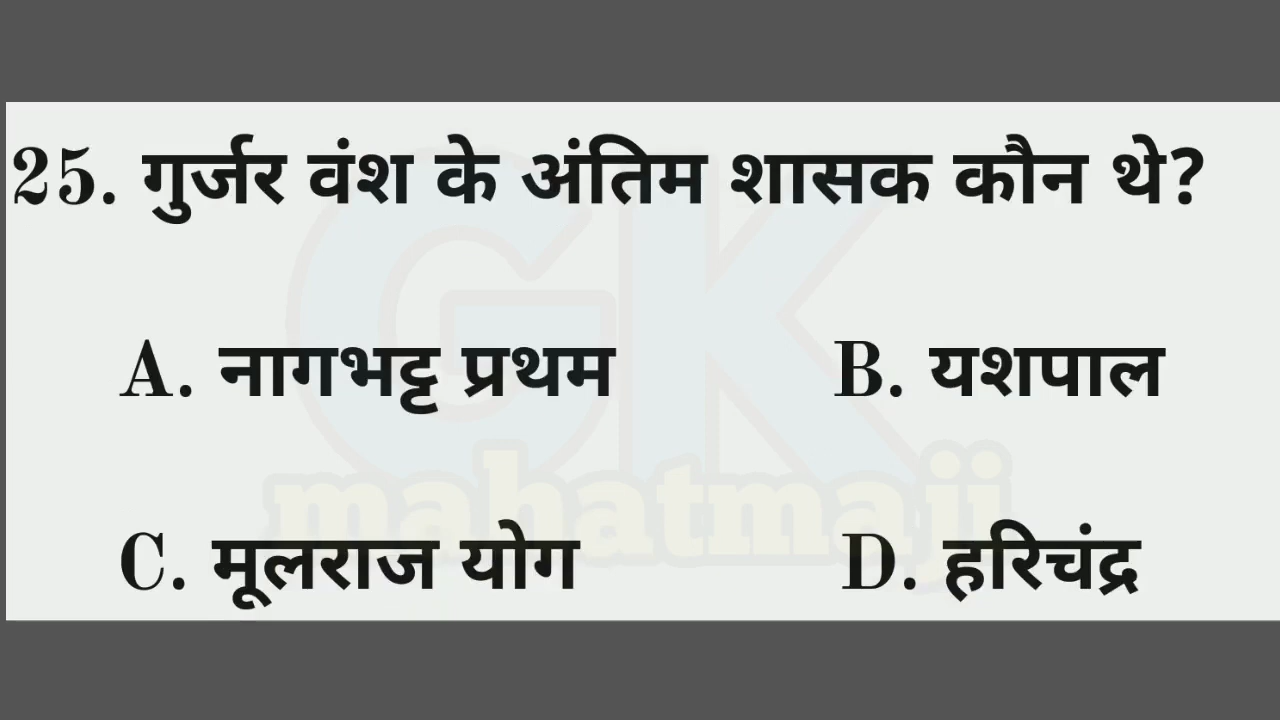 25. गुर्जर वंश के अंतिम शासक कौन थे?
A. नागभट्ट प्रथम B. यशपाल
C. मूलराज योग D. हरिचंद्र
GK
mahatmaji